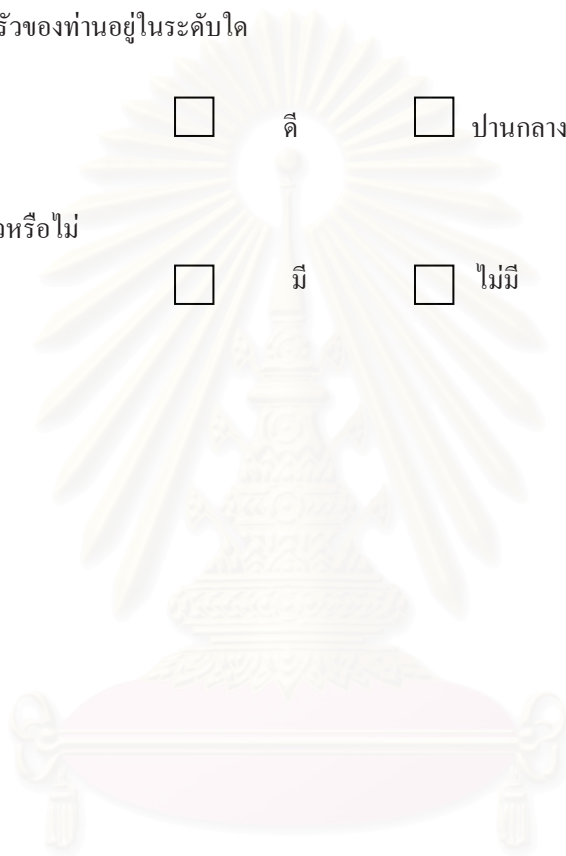 รัวของท่านอยู่ในระดับใด
☐ ดี ☐ ปานกลาง
วหรือไม่
☐ มี ☐ ไม่มี